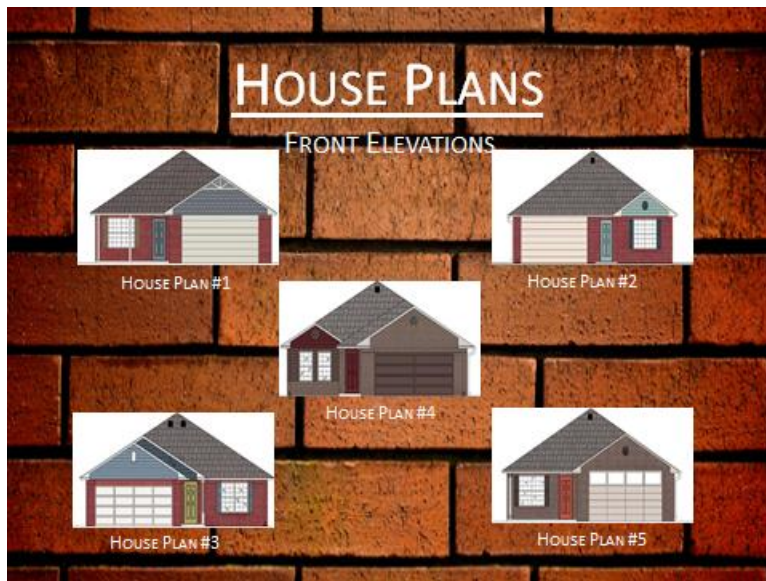 HOUSE PLANS
FRONT ELEVATIONS
HOUSE PLAN #1
HOUSE PLAN #2
HOUSE PLAN #4
HOUSE PLAN #3
HOUSE PLAN #5